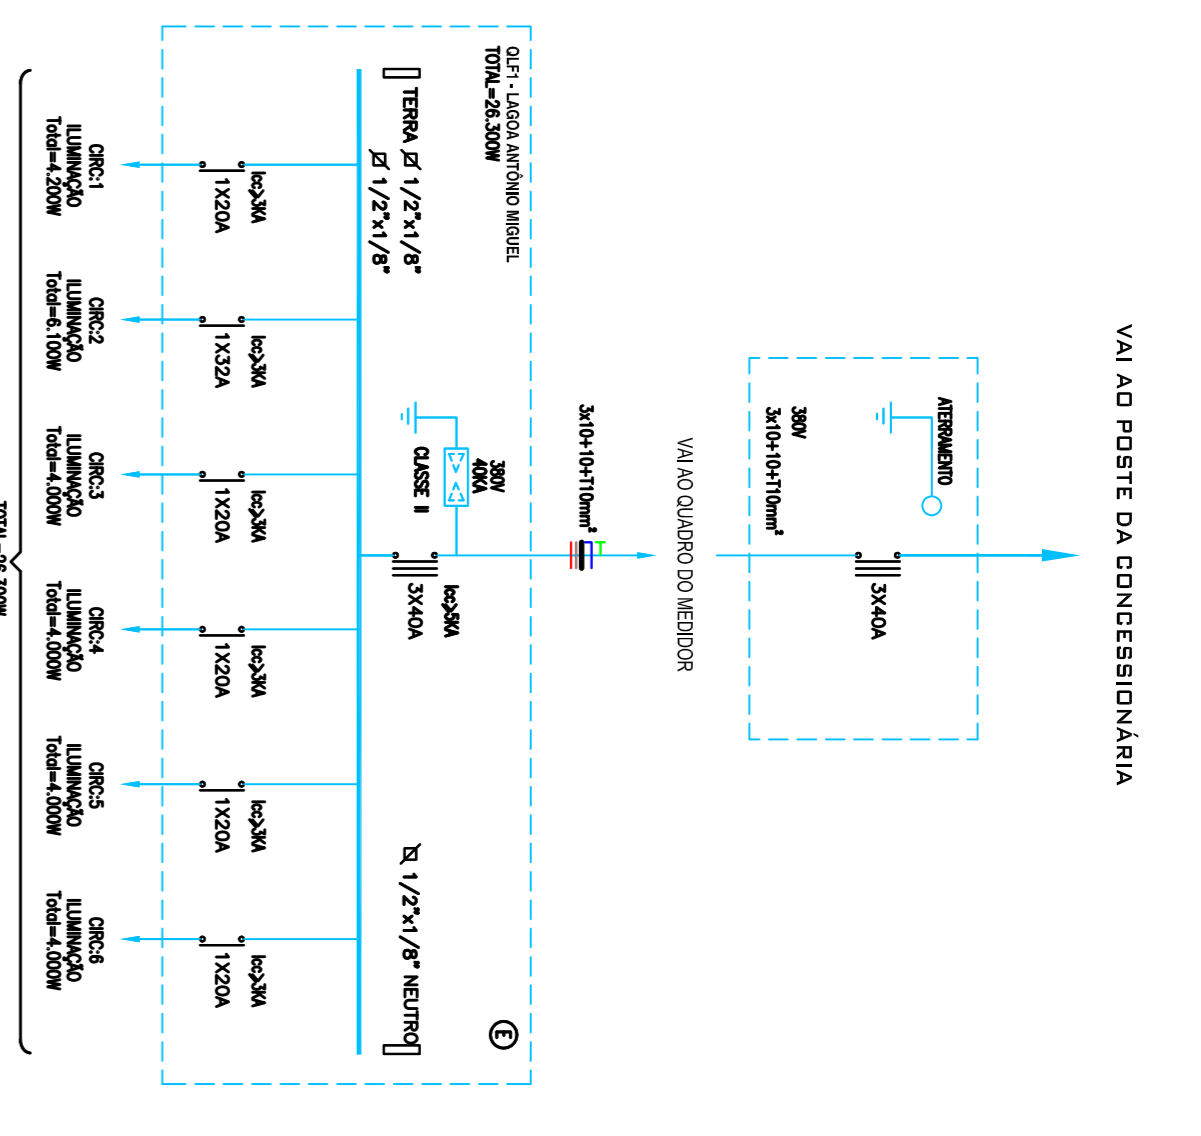 VAI AO POSTE DA CONCESSIONÁRIA
ATERRAMENTO
3X40A
380V
3x10+10+T10mm²
VAI AO QUADRO DO MEDIDOR
3x10+10+T10mm²
T
QLF1 - LAGOA ANTÔNIO MIGUEL
TOTAL=26.300W
E
380V
40KA
CLASSE II
Icc≥5KA
3X40A
TERRA 1/2"x1/8"
1/2"x1/8"
1/2"x1/8" NEUTRO
Icc≥3KA
1X20A
Icc≥3KA
1X32A
Icc≥3KA
1X20A
Icc≥3KA
1X20A
Icc≥3KA
1X20A
Icc≥3KA
1X20A
CIRC:1
ILUMINAÇÃO
Total=4.200W
CIRC:2
ILUMINAÇÃO
Total=6.100W
CIRC:3
ILUMINAÇÃO
Total=4.000W
CIRC:4
ILUMINAÇÃO
Total=4.000W
CIRC:5
ILUMINAÇÃO
Total=4.000W
CIRC:6
ILUMINAÇÃO
Total=4.000W